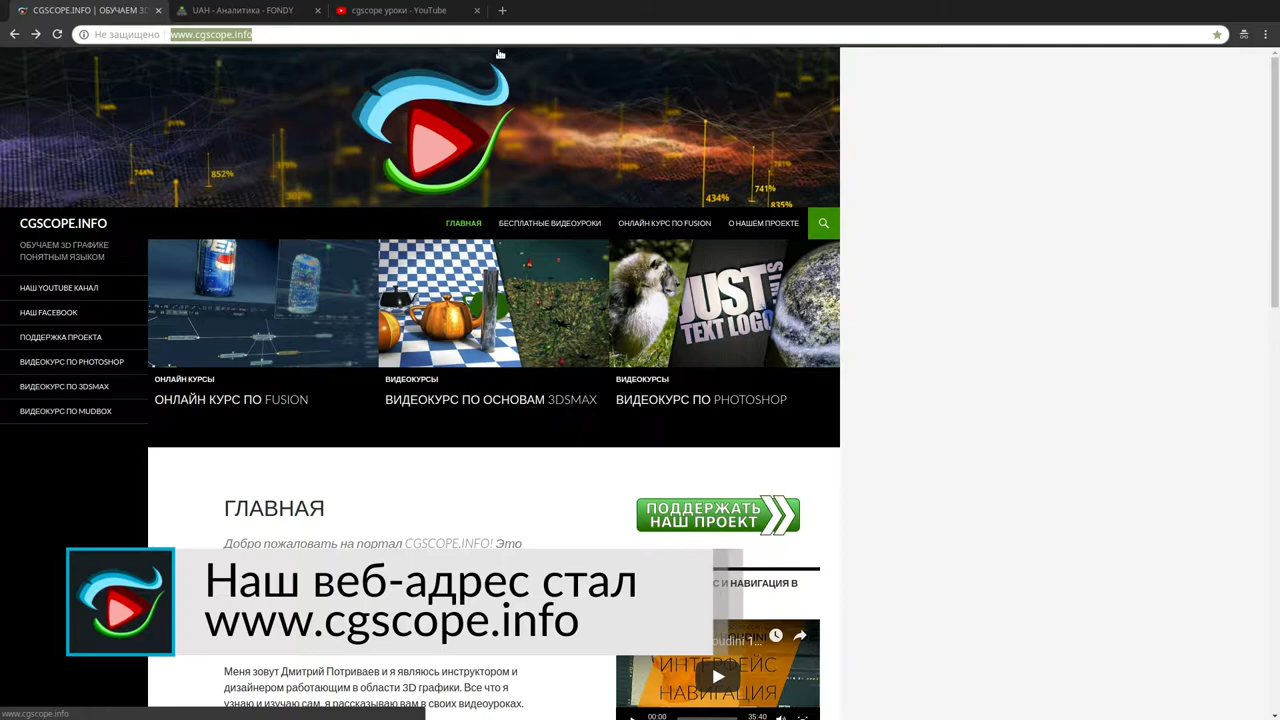 CGSCOPE.INFO | ОБУЧАЕМ 3D
UAH - Аналитика - FONDY
cgscope уроки - YouTube
Не защищено
www.cgscope.info
744%
852%
434%
741%
835%
CGSCOPE.INFO
ГЛАВНАЯ
БЕСПЛАТНЫЕ ВИДЕОУРОКИ
ОНЛАЙН КУРС ПО FUSION
О НАШЕМ ПРОЕКТЕ
ОБУЧАЕМ 3D ГРАФИКЕ
ПОНЯТНЫМ ЯЗЫКОМ
НАШ YOUTUBE КАНАЛ
НАШ FACEBOOK
ПОДДЕРЖКА ПРОЕКТА
ВИДЕОКУРС ПО PHOTOSHOP
ВИДЕОКУРС ПО 3DSMAX
ВИДЕОКУРС ПО MUDBOX
JUST
TEXT LOGO
ОНЛАЙН КУРСЫ
ОНЛАЙН КУРС ПО FUSION
ВИДЕОКУРСЫ
ВИДЕОКУРС ПО ОСНОВАМ 3DSMAX
ВИДЕОКУРСЫ
ВИДЕОКУРС ПО PHOTOSHOP
ГЛАВНАЯ
Добро пожаловать на портал CGSCOPE.INFO! Это
ПОДДЕРЖАТЬ
НАШ ПРОЕКТ
С И НАВИГАЦИЯ В
Наш веб-адрес стал
www.cgscope.info
Меня зовут Дмитрий Потриваев и я являюсь инструктором и
дизайнером работающим в области 3D графики. Все что я
узнаю и изучаю сам, я рассказываю вам в своих видеоуроках.
ИНТЕРФЕЙС
НАВИГАЦИЯ
00:00
35:40
www.cgscope.info